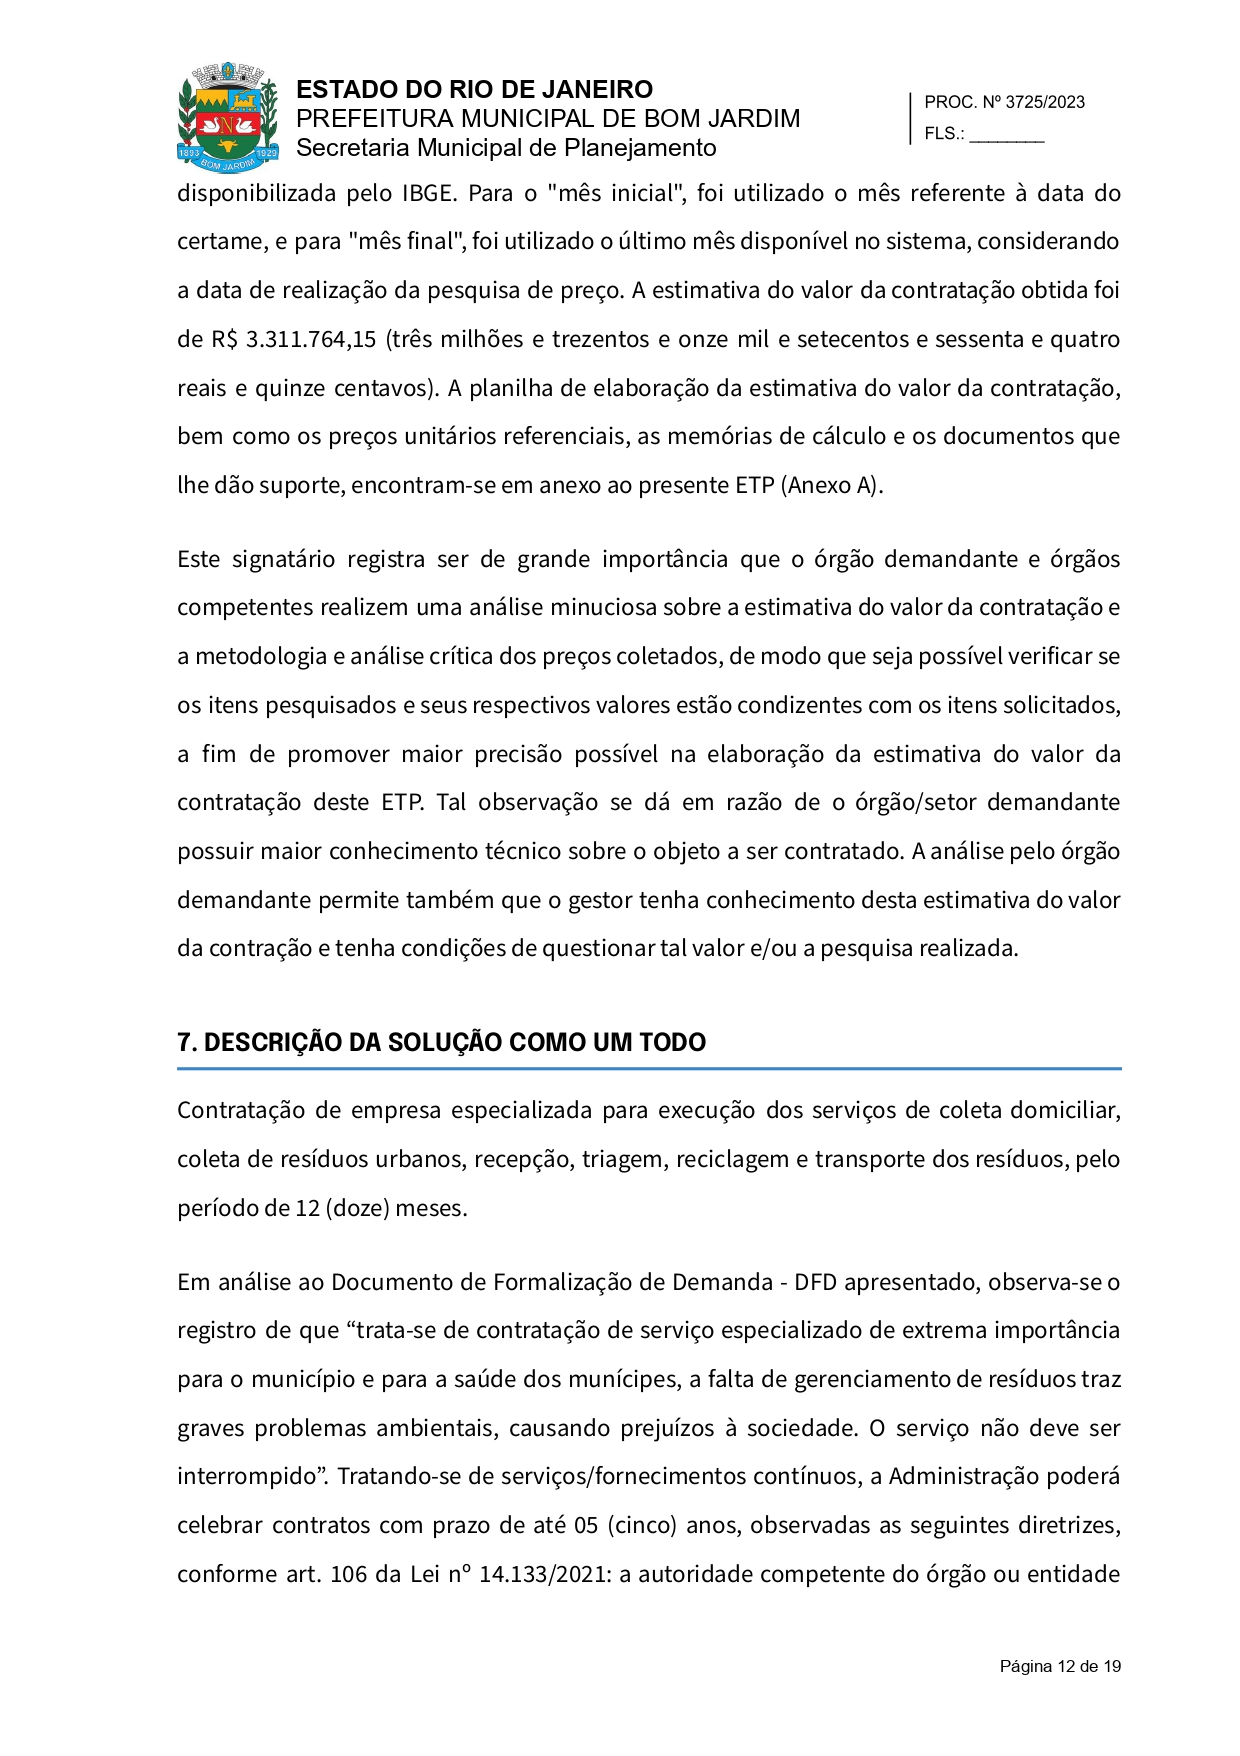 ESTADO DO RIO DE JANEIRO
PREFEITURA MUNICIPAL DE BOM JARDIM
Secretaria Municipal de Planejamento
PROC. Nº 3725/2023
FLS.: ________
N
1893
1929
BOM JARDIM
disponibilizada pelo IBGE. Para o "mês inicial", foi utilizado o mês referente à data do
certame, e para "mês final", foi utilizado o último mês disponível no sistema, considerando
a data de realização da pesquisa de preço. A estimativa do valor da contratação obtida foi
de R$ 3.311.764,15 (três milhões e trezentos e onze mil e setecentos e sessenta e quatro
reais e quinze centavos). A planilha de elaboração da estimativa do valor da contratação,
bem como os preços unitários referenciais, as memórias de cálculo e os documentos que
lhe dão suporte, encontram-se em anexo ao presente ETP (Anexo A).
Este signatário registra ser de grande importância que o órgão demandante e órgãos
competentes realizem uma análise minuciosa sobre a estimativa do valor da contratação e
a metodologia e análise crítica dos preços coletados, de modo que seja possível verificar se
os itens pesquisados e seus respectivos valores estão condizentes com os itens solicitados,
a fim de promover maior precisão possível na elaboração da estimativa do valor da
contratação deste ETP. Tal observação se dá em razão de o órgão/setor demandante
possuir maior conhecimento técnico sobre o objeto a ser contratado. A análise pelo órgão
demandante permite também que o gestor tenha conhecimento desta estimativa do valor
da contração e tenha condições de questionar tal valor e/ou a pesquisa realizada.
7. DESCRIÇÃO DA SOLUÇÃO COMO UM TODO
Contratação de empresa especializada para execução dos serviços de coleta domiciliar,
coleta de resíduos urbanos, recepção, triagem, reciclagem e transporte dos resíduos, pelo
período de 12 (doze) meses.
Em análise ao Documento de Formalização de Demanda - DFD apresentado, observa-se o
registro de que “trata-se de contratação de serviço especializado de extrema importância
para o município e para a saúde dos munícipes, a falta de gerenciamento de resíduos traz
graves problemas ambientais, causando prejuízos à sociedade. O serviço não deve ser
interrompido”. Tratando-se de serviços/fornecimentos contínuos, a Administração poderá
celebrar contratos com prazo de até 05 (cinco) anos, observadas as seguintes diretrizes,
conforme art. 106 da Lei nº 14.133/2021: a autoridade competente do órgão ou entidade
Página 12 de 19